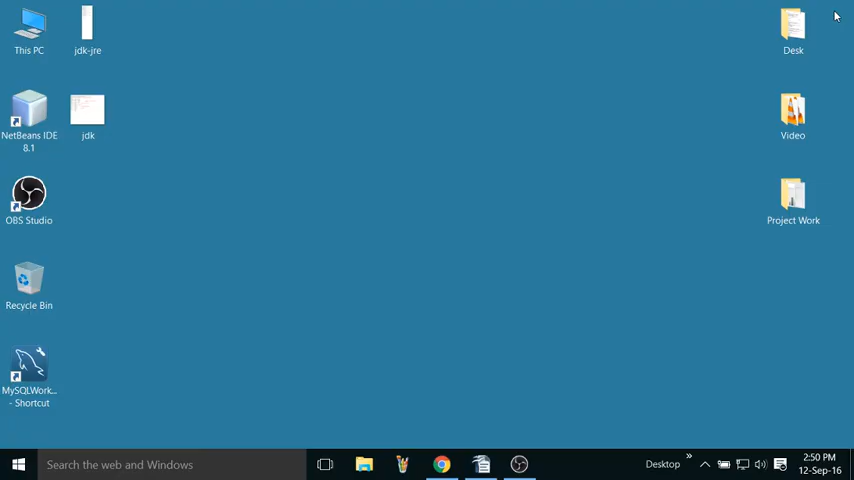 This PC
jdk-jre
NetBeans IDE
8.1
jdk
OBS Studio
Recycle Bin
MySQLWork...
- Shortcut
Desk
Video
Project Work
Search the web and Windows
Desktop
»
2:50 PM
12-Sep-16